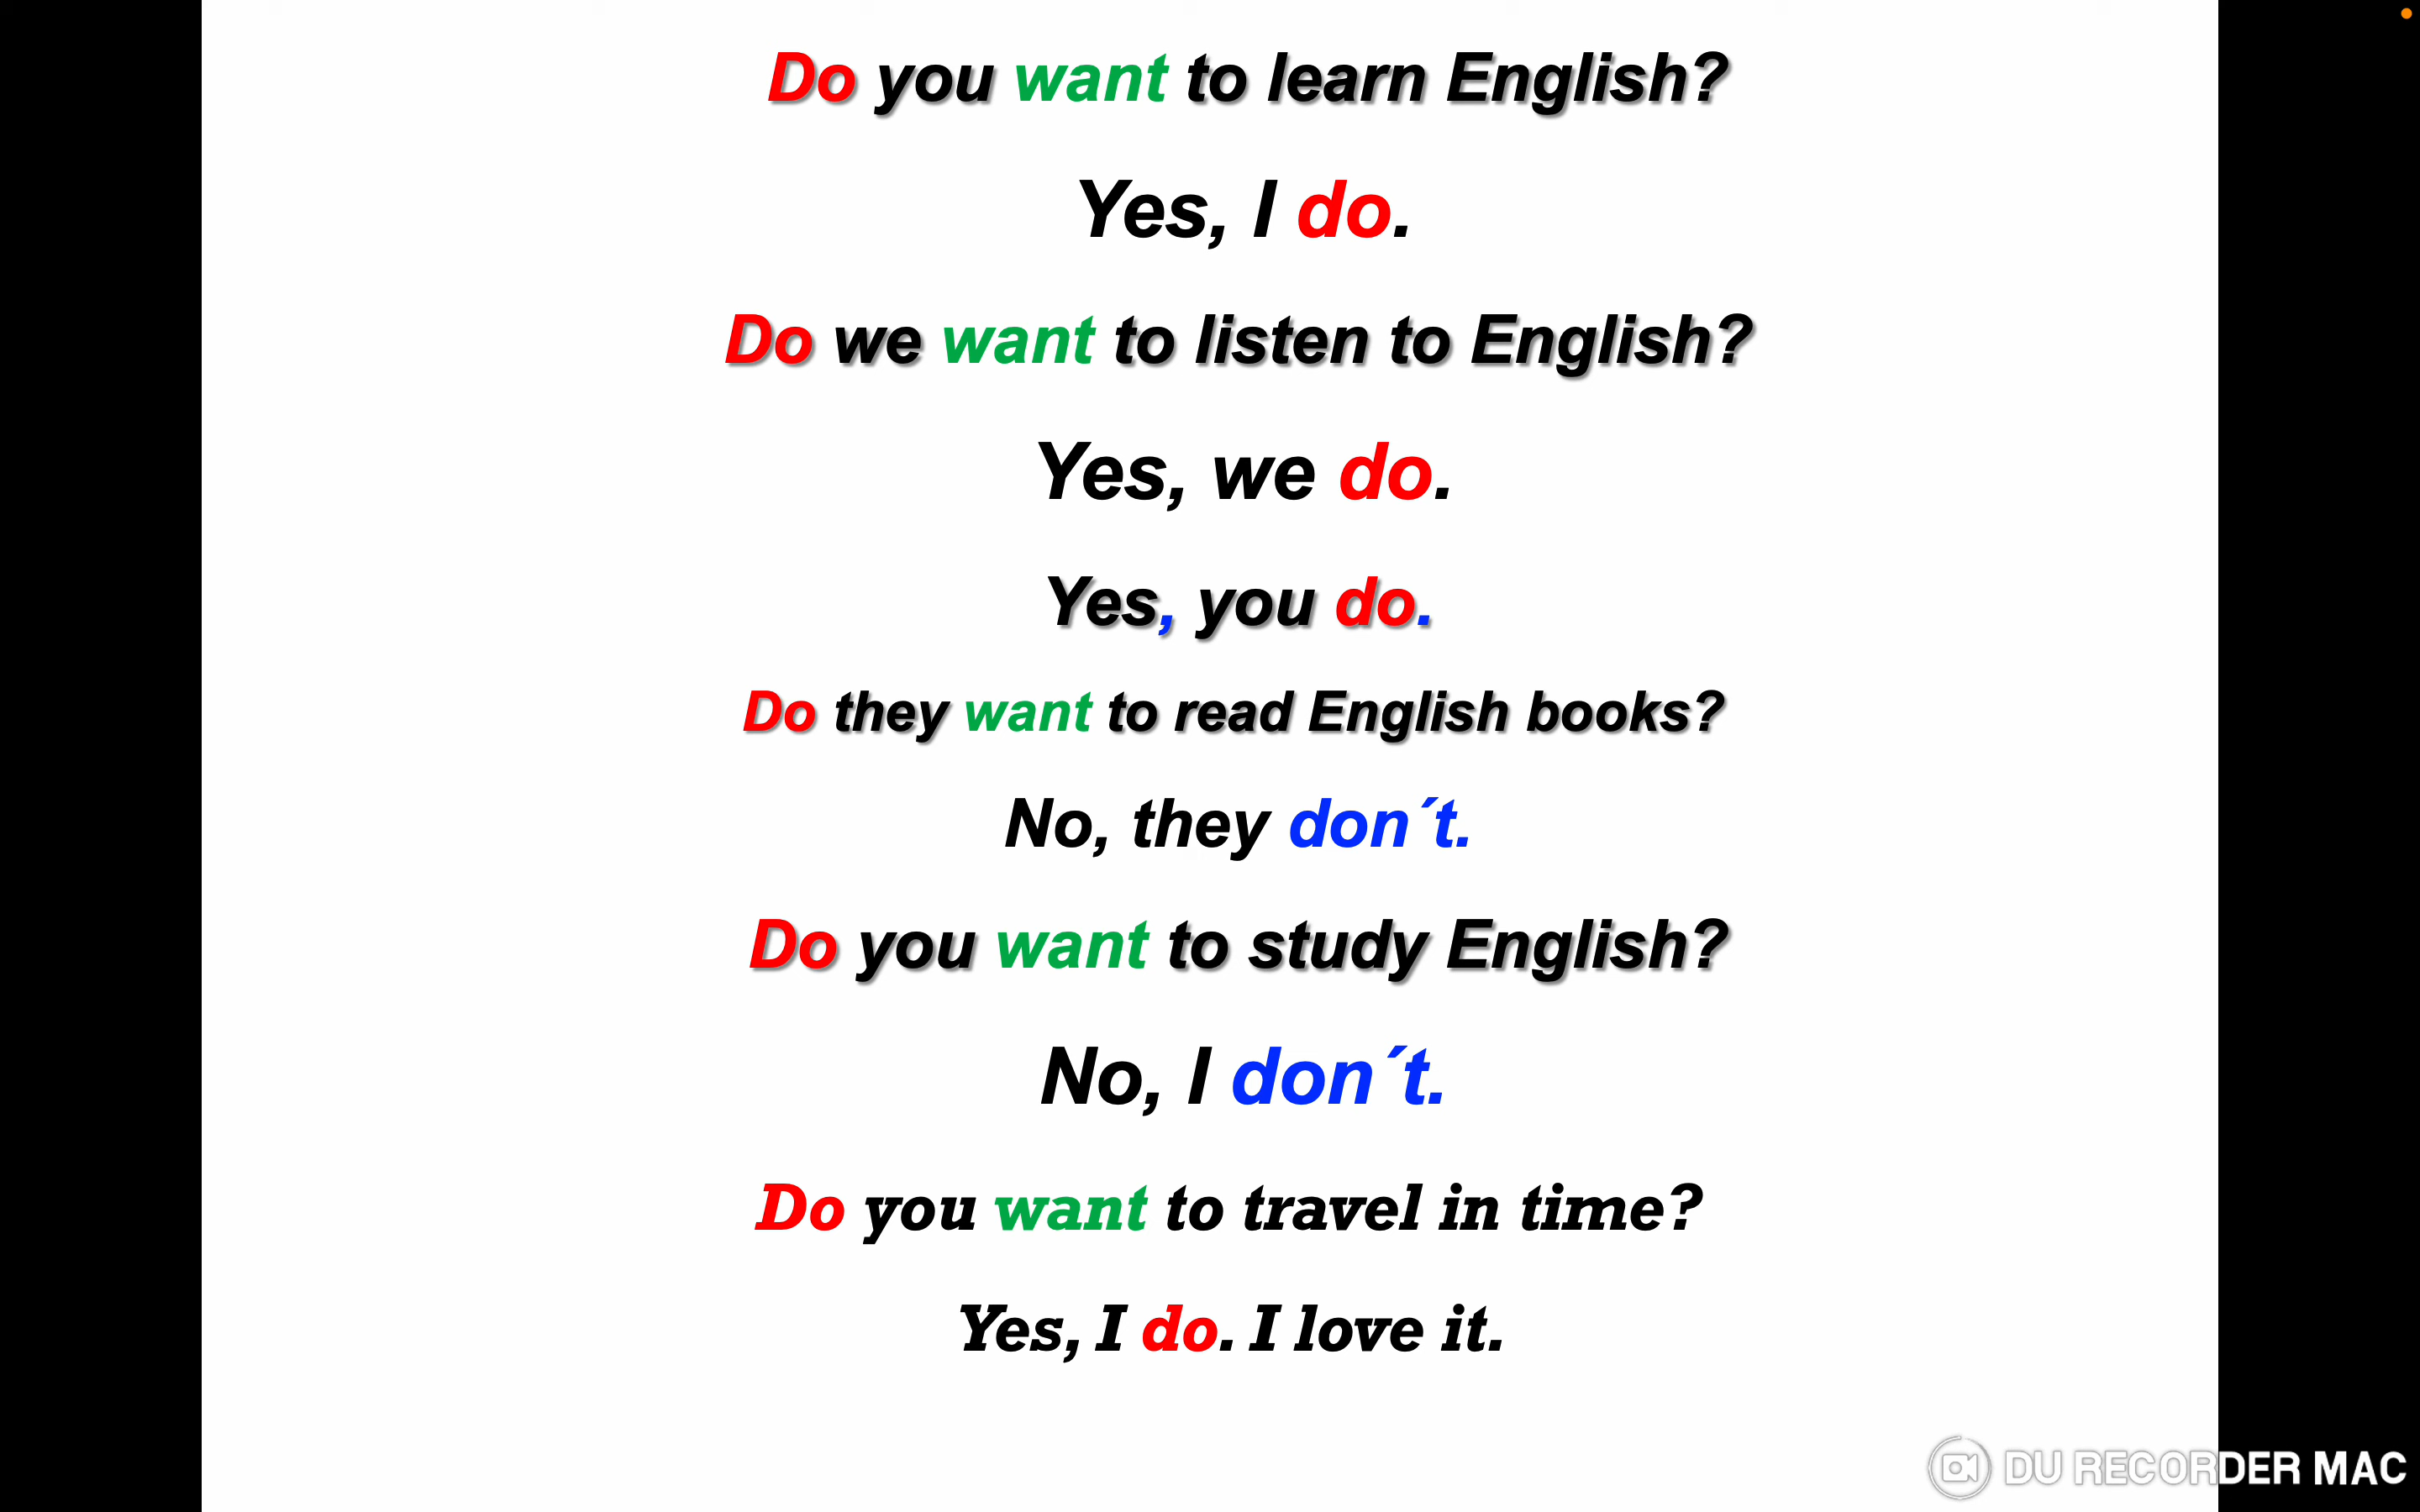 Do you want to learn English?
Yes, I do.
Do we want to listen to English?
Yes, we do.
Yes, you do.
Do they want to read English books?
No, they don´t.
Do you want to study English?
No, I don´t.
Do you want to travel in time?
Yes, I do. I love it.
DU RECORDER MAC